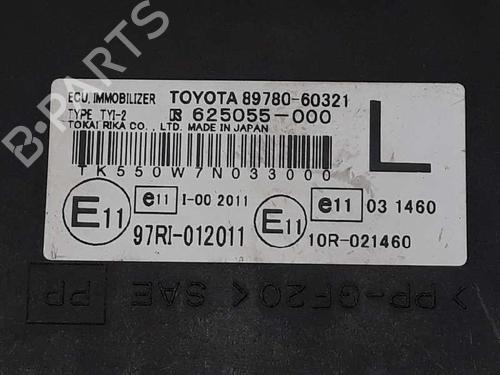 B-PARTS
ECU, IMMOBILIZER TOYOTA 89780-60321
TYPE TYI-2 625055-000
TOKAI RIKA CO., LTD. MADE IN JAPAN
L
TK550W7N033000
E11 e11 I-00 2011
97RI-012011
E11 e11 03 1460
10R-021460
PP
>PP-GF20< SAE